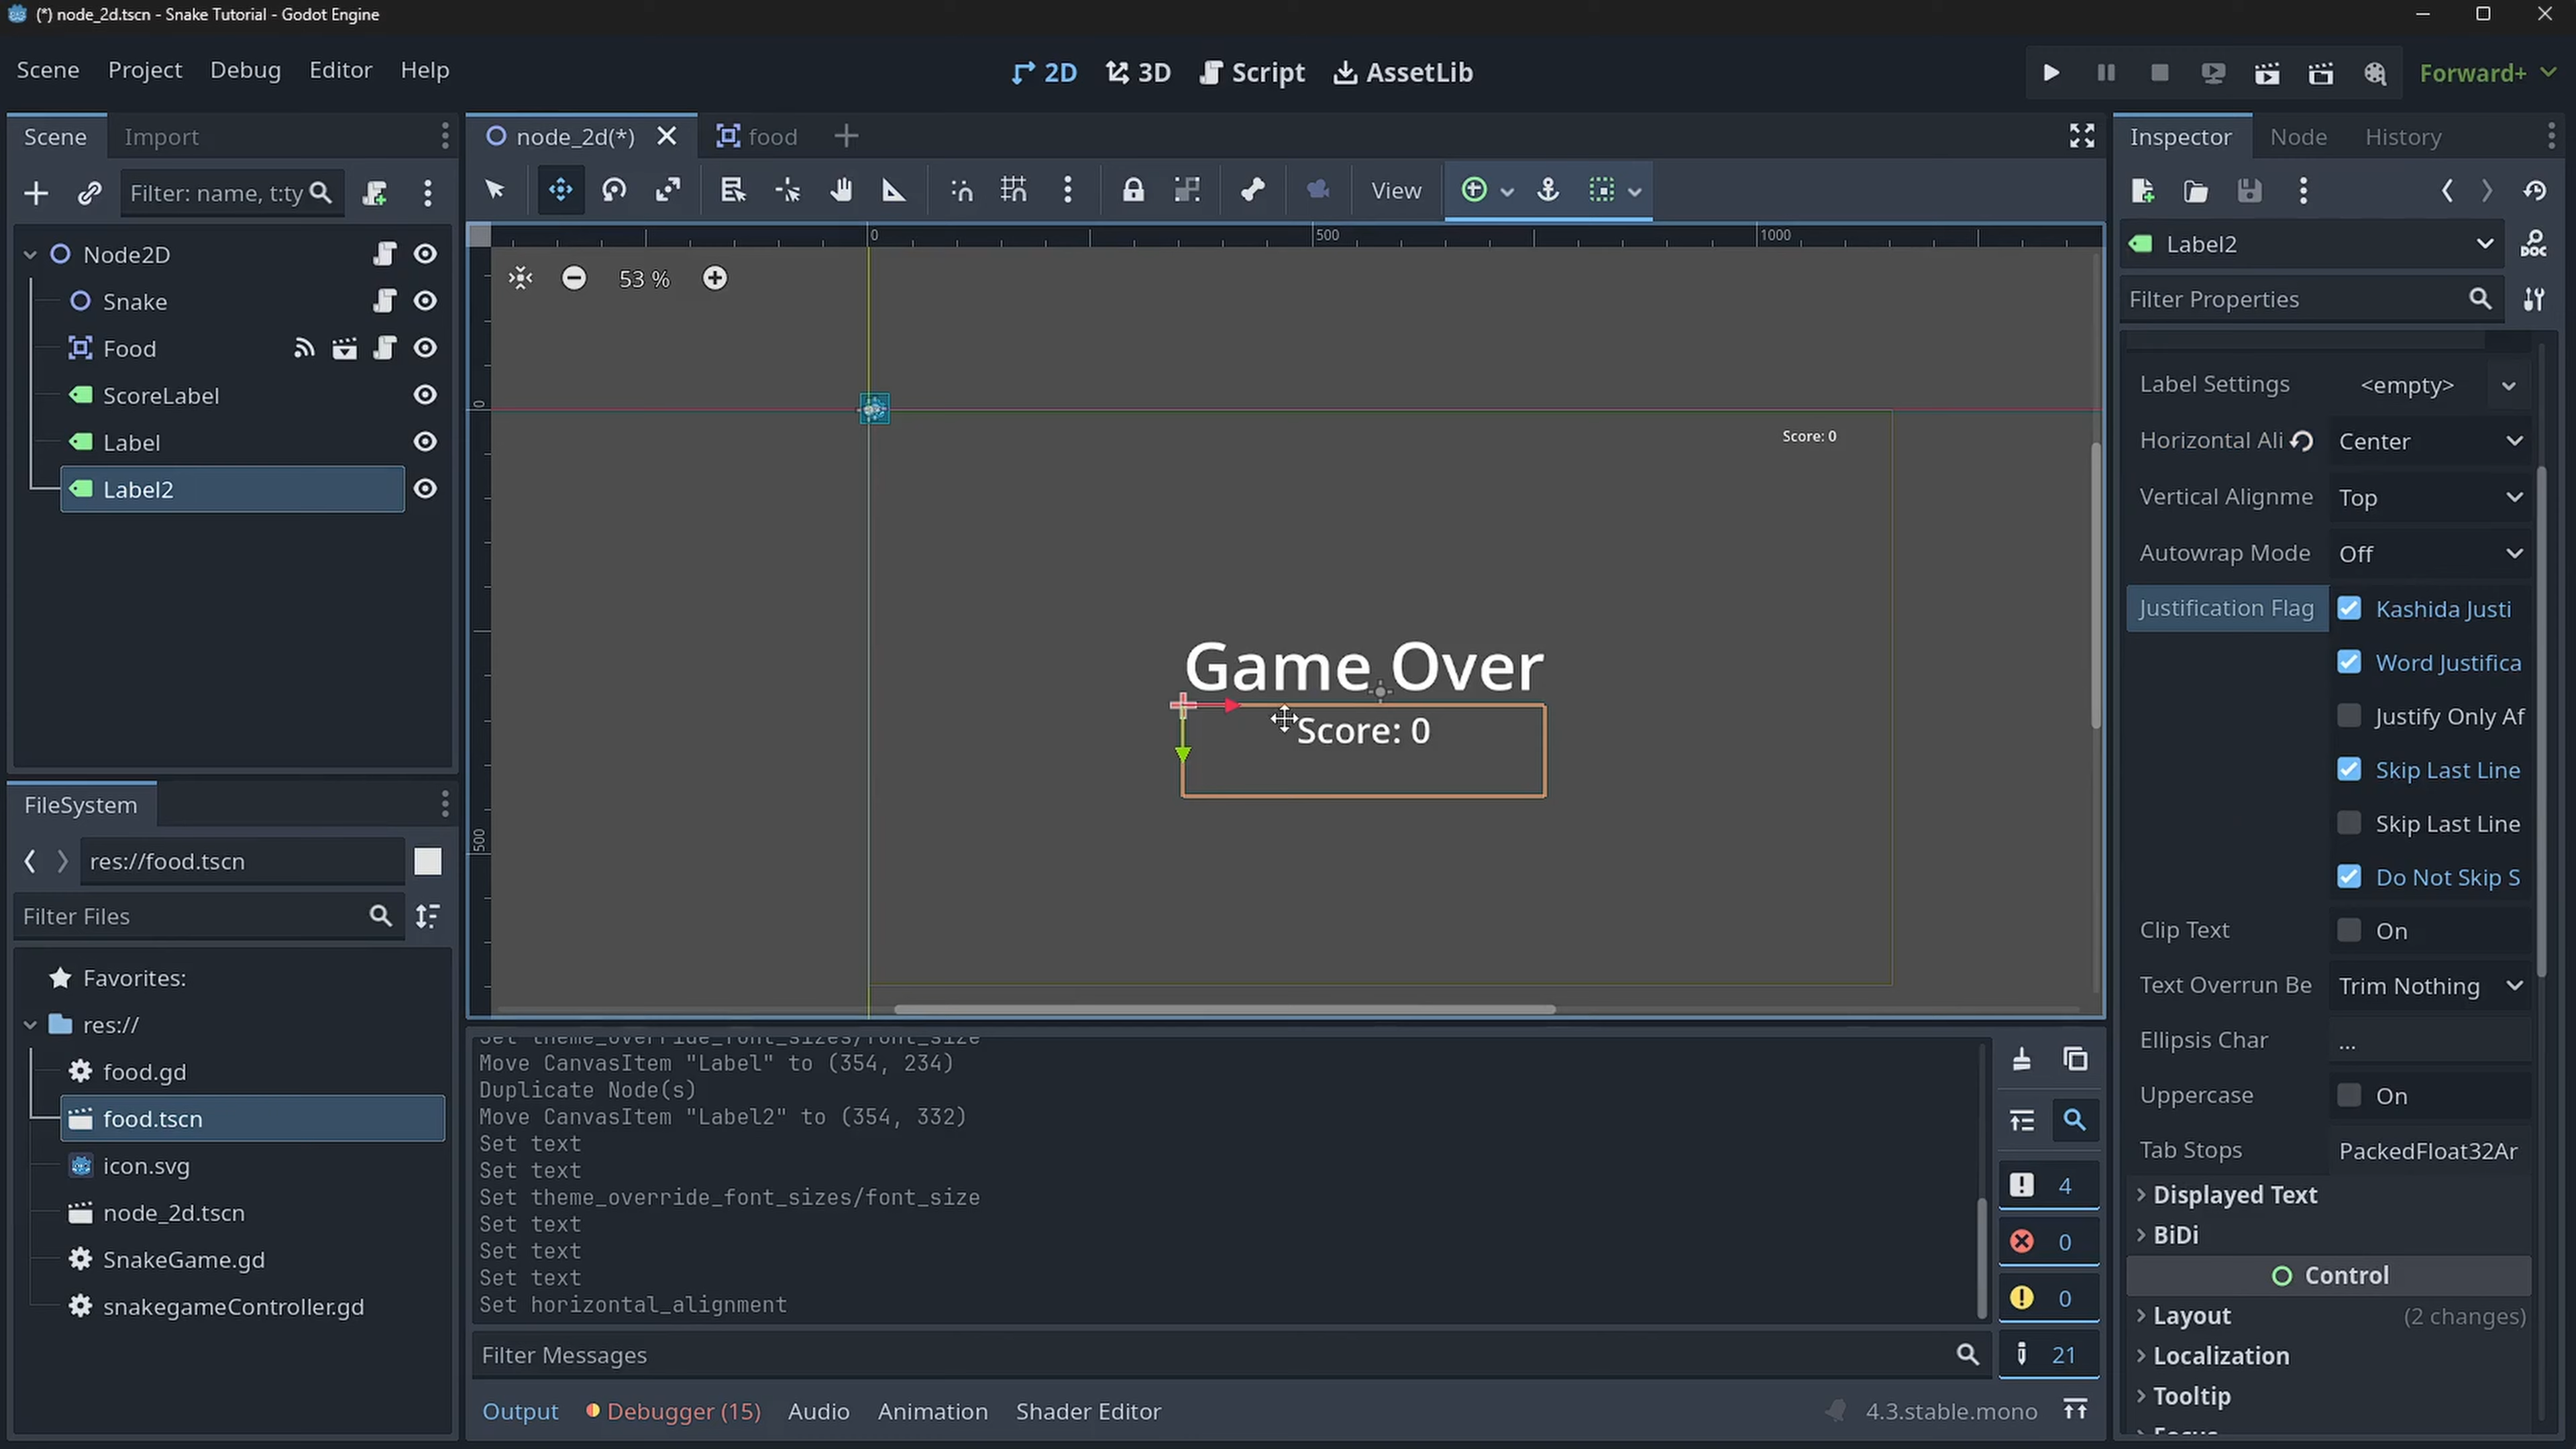 (*) node_2d.tscn - Snake Tutorial - Godot Engine
Scene Project Debug Editor Help
2D 3D Script AssetLib
Forward+
Scene Import
Filter: name, t:ty
Node2D
Snake
Food
ScoreLabel
Label
Label2
FileSystem
res://food.tscn
Filter Files
Favorites:
res://
food.gd
food.tscn
icon.svg
node_2d.tscn
SnakeGame.gd
snakegameController.gd
node_2d(*) food
View
0 500 1000
0
500
53 %
Score: 0
Game Over
Score: 0
Set theme_override_font_sizes/font_size
Move CanvasItem "Label" to (354, 234)
Duplicate Node(s)
Move CanvasItem "Label2" to (354, 332)
Set text
Set text
Set theme_override_font_sizes/font_size
Set text
Set text
Set text
Set horizontal_alignment
4
0
0
21
Filter Messages
Output Debugger (15) Audio Animation Shader Editor
4.3.stable.mono
Inspector Node History
Label2
DOC
Filter Properties
Label Settings <empty>
Horizontal Ali Center
Vertical Alignme Top
Autowrap Mode Off
Justification Flag Kashida Justi
Word Justifica
Justify Only Af
Skip Last Line
Skip Last Line
Do Not Skip S
Clip Text On
Text Overrun Be Trim Nothing
Ellipsis Char ...
Uppercase On
Tab Stops PackedFloat32Ar
Displayed Text
BiDi
Control
Layout (2 changes)
Localization
Tooltip